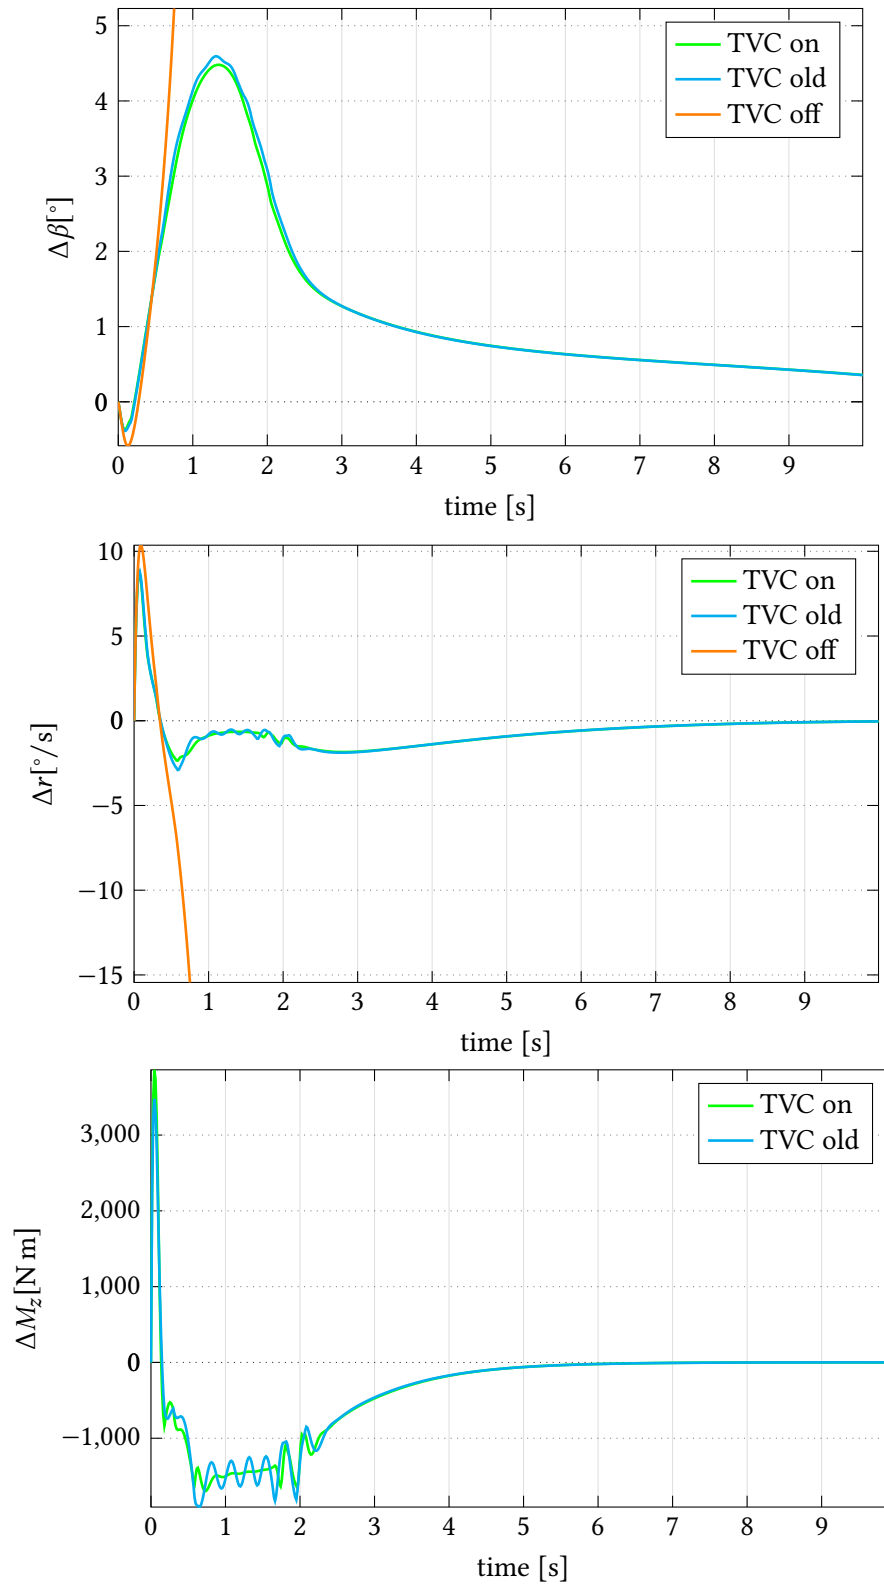 5
4
3
2
1
0
Δβ[°]
0 1 2 3 4 5 6 7 8 9
time [s]
TVC on
TVC old
TVC off
10
5
0
−5
−10
−15
Δr[°/s]
0 1 2 3 4 5 6 7 8 9
time [s]
TVC on
TVC old
TVC off
3,000
2,000
1,000
0
−1,000
ΔM_z[N m]
0 1 2 3 4 5 6 7 8 9
time [s]
TVC on
TVC old